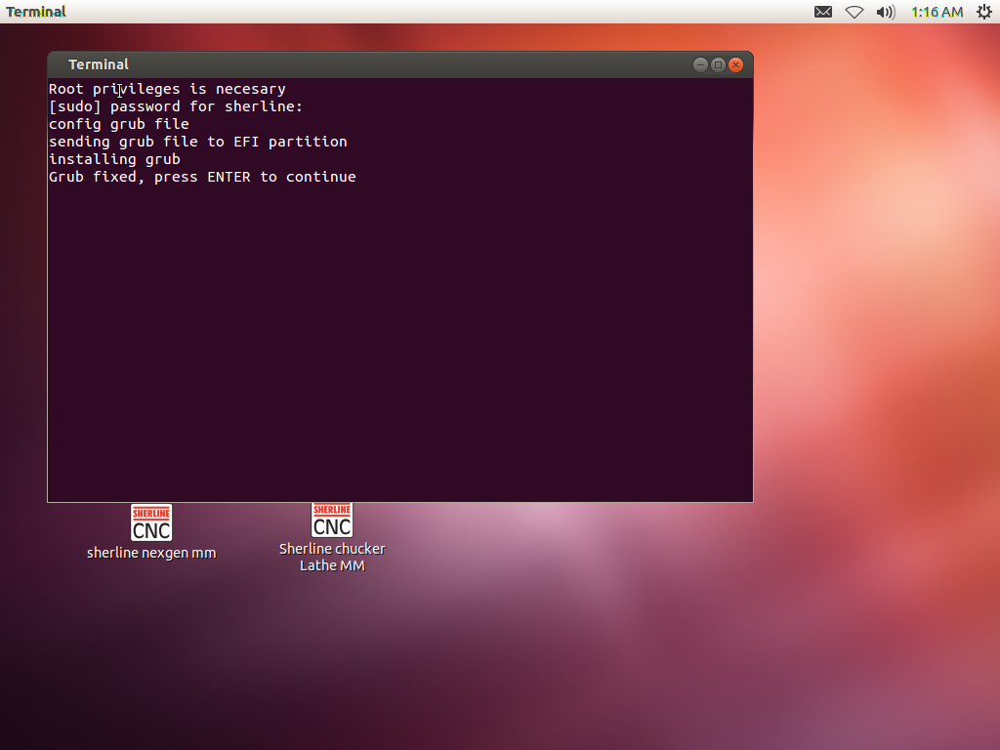 Terminal
1:16 AM
Terminal
Root privileges is necesary
[sudo] password for sherline:
config grub file
sending grub file to EFI partition
installing grub
Grub fixed, press ENTER to continue
SHERLINE
CNC
sherline nexgen mm
SHERLINE
CNC
Sherline chucker
Lathe MM